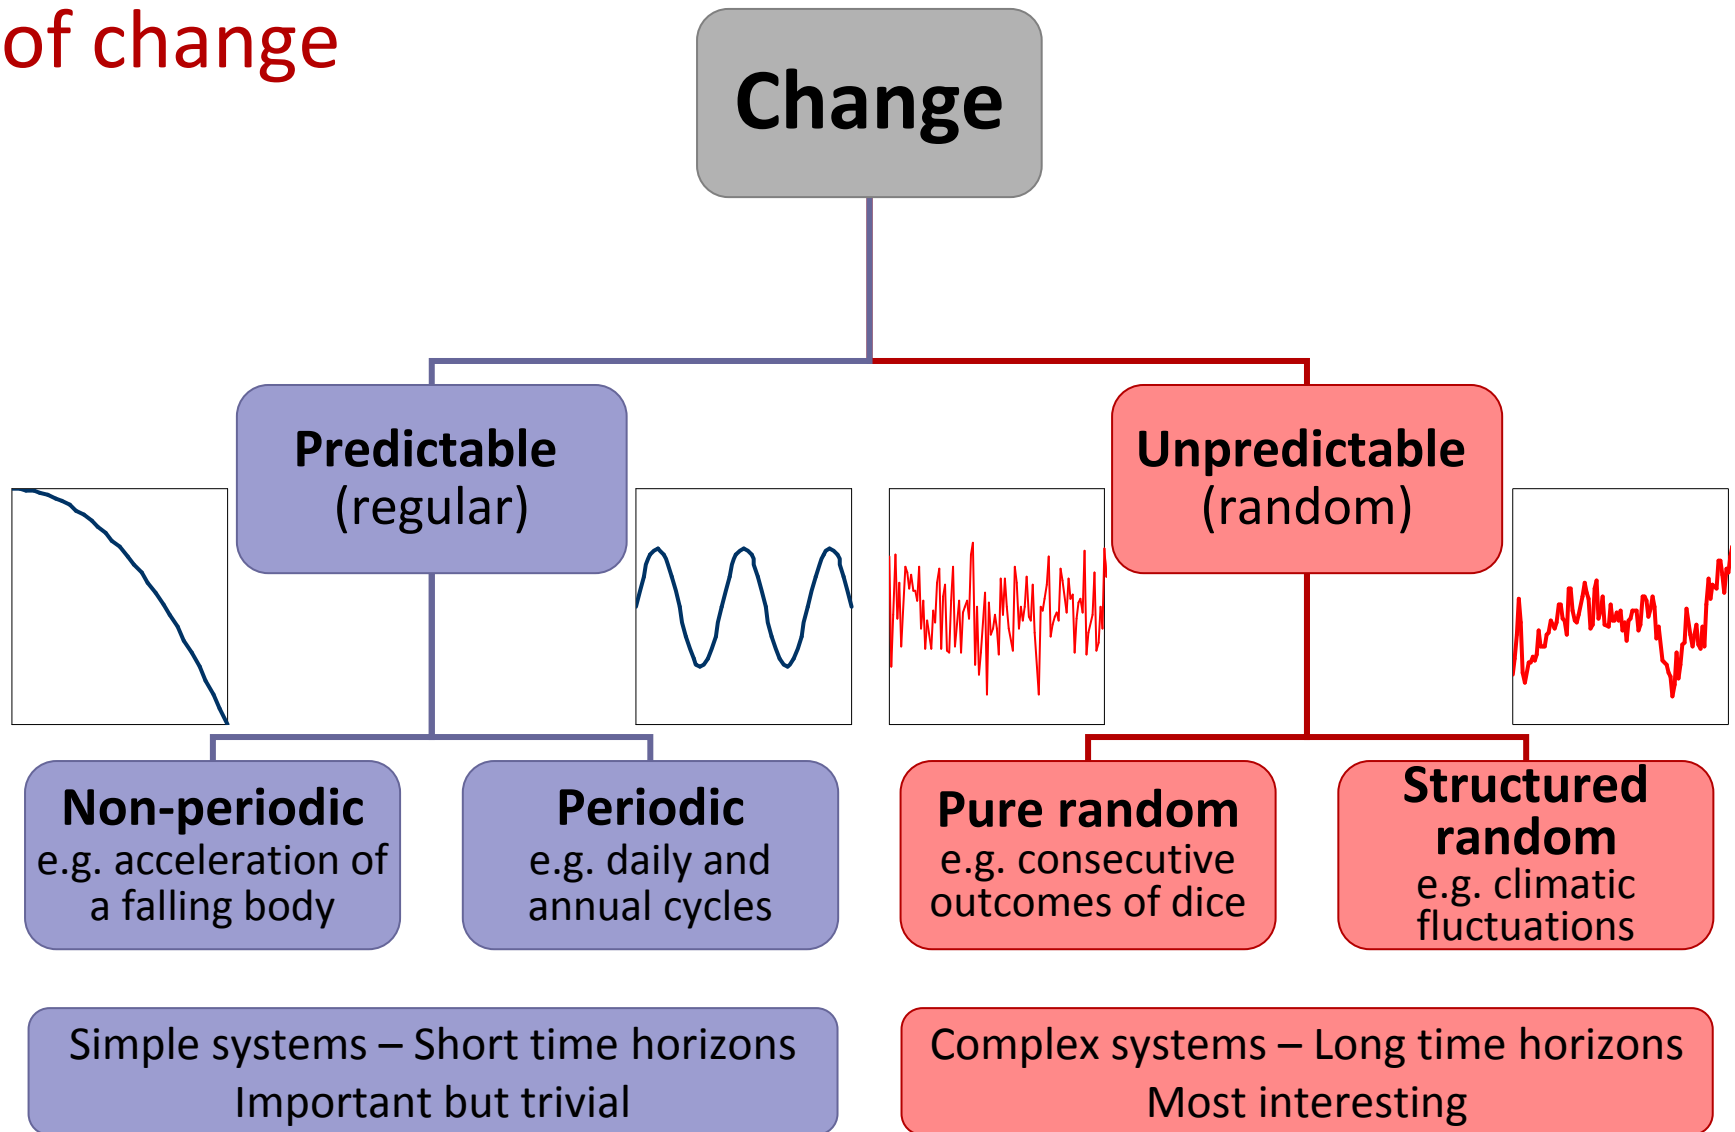 of change
Change
Predictable
(regular)
Unpredictable
(random)
Non-periodic
e.g. acceleration of
a falling body
Periodic
e.g. daily and
annual cycles
Pure random
e.g. consecutive
outcomes of dice
Structured
random
e.g. climatic
fluctuations
Simple systems – Short time horizons
Important but trivial
Complex systems – Long time horizons
Most interesting